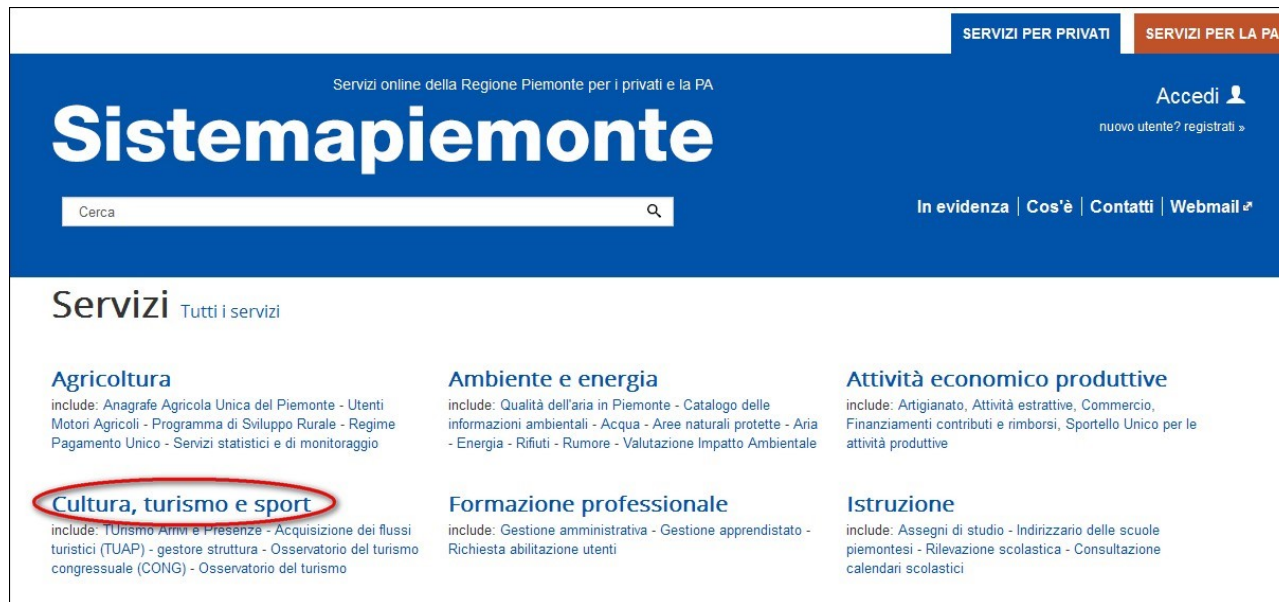 SERVIZI PER PRIVATI
SERVIZI PER LA PA
Servizi online della Regione Piemonte per i privati e la PA
Sistemapiemonte
Accedi
nuovo utente? registrati »
Cerca
In evidenza | Cos'è | Contatti | Webmail
Servizi Tutti i servizi
Agricoltura
include: Anagrafe Agricola Unica del Piemonte - Utenti
Motori Agricoli - Programma di Sviluppo Rurale - Regime
Pagamento Unico - Servizi statistici e di monitoraggio
Ambiente e energia
include: Qualità dell'aria in Piemonte - Catalogo delle
informazioni ambientali - Acqua - Aree naturali protette - Aria
- Energia - Rifiuti - Rumore - Valutazione Impatto Ambientale
Attività economico produttive
include: Artigianato, Attività estrattive, Commercio,
Finanziamenti contributi e rimborsi, Sportello Unico per le
attività produttive
Cultura, turismo e sport
include: TUrismo Arrivi e Presenze - Acquisizione dei flussi
turistici (TUAP) - gestore struttura - Osservatorio del turismo
congressuale (CONG) - Osservatorio del turismo
Formazione professionale
include: Gestione amministrativa - Gestione apprendistato -
Richiesta abilitazione utenti
Istruzione
include: Assegni di studio - Indirizzario delle scuole
piemontesi - Rilevazione scolastica - Consultazione
calendari scolastici